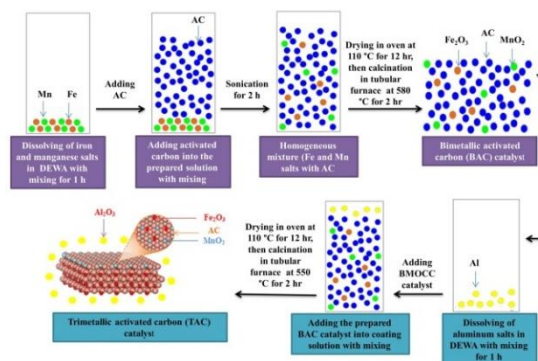 AC
Drying in oven at
110 °C for 12 hr,
then calcination
in tubular
furnace at 580
°C for 2 hr
Fe₂O₃
AC
MnO₂
Mn
Fe
Adding
AC
Sonication
for 2 h
Dissolving of iron
and manganese salts
in DEWA with
mixing for 1 h
Adding activated
carbon into the
prepared solution
with mixing
Homogeneous
mixture (Fe and Mn
salts with AC
Bimetallic activated
carbon (BAC) catalyst
Al₂O₃
Fe₂O₃
AC
MnO₂
Drying in oven at
110 °C for 12 hr,
then calcination
in tubular
furnace at 550
°C for 2 hr
Adding
BMOCC
catalyst
Al
Trimetallic activated carbon (TAC)
catalyst
Adding the prepared
BAC catalyst into coating
solution with mixing
Dissolving of
aluminum salts in
DEWA with mixing
for 1 h